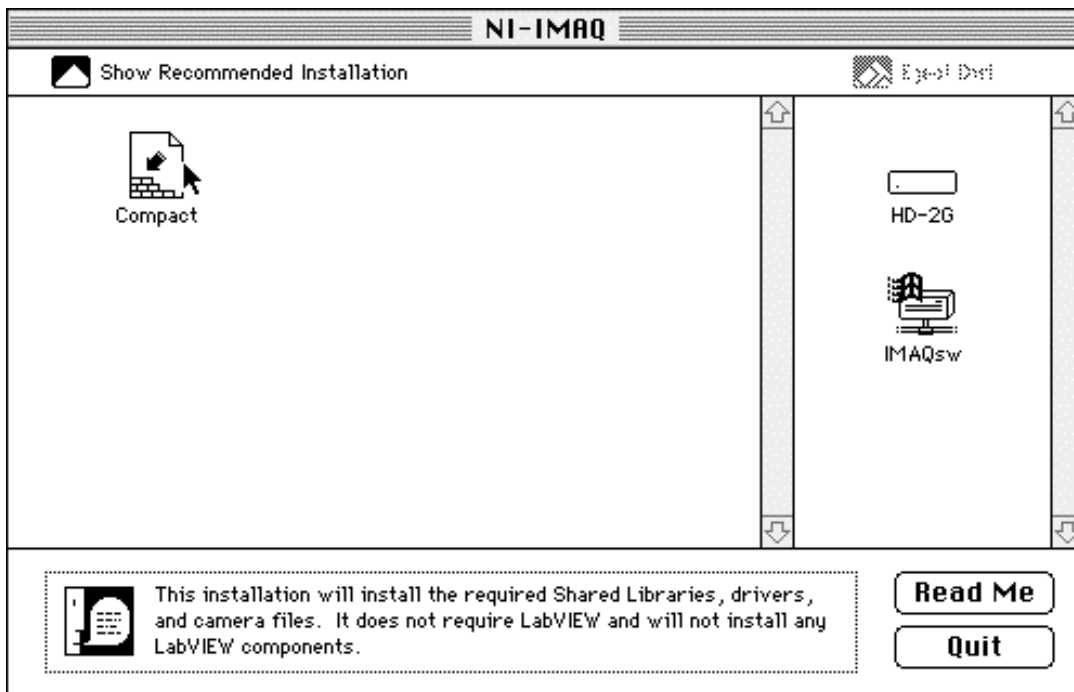 NI-IMAQ
Show Recommended Installation
Compact
HD-2G
IMAQsw
This installation will install the required Shared Libraries, drivers,
and camera files. It does not require LabVIEW and will not install any
LabVIEW components.
Read Me
Quit